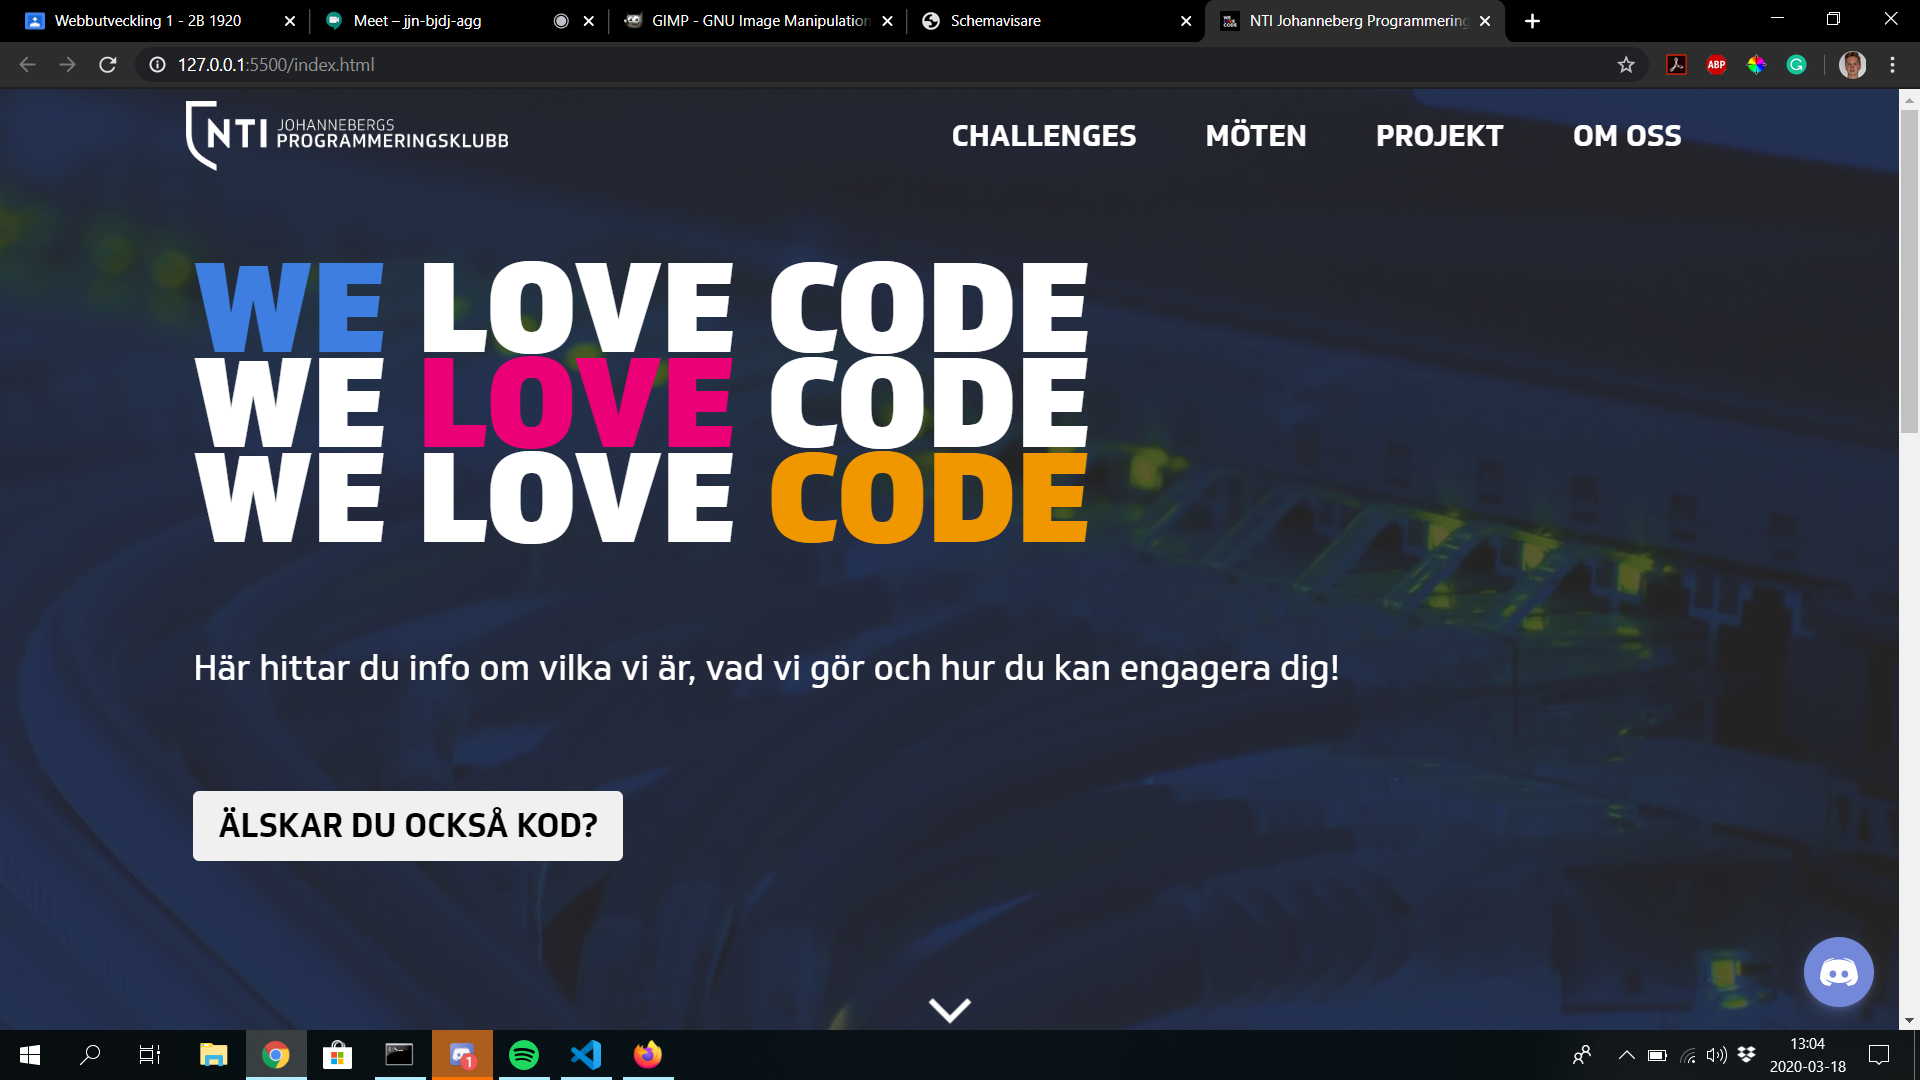 Webbutveckling 1 - 2B 1920
Meet – jjn-bjdj-agg
GIMP - GNU Image Manipulation
Schemavisare
NTI Johanneberg Programmering
127.0.0.1:5500/index.html
ABP
NTI JOHANNEBERGS
PROGRAMMERINGSKLUBB
CHALLENGES
MÖTEN
PROJEKT
OM OSS
WE LOVE CODE
WE LOVE CODE
WE LOVE CODE
Här hittar du info om vilka vi är, vad vi gör och hur du kan engagera dig!
ÄLSKAR DU OCKSÅ KOD?
1
13:04
2020-03-18